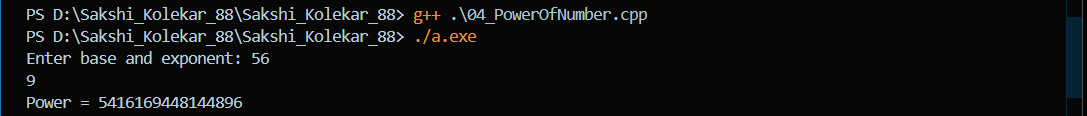 PS D:\Sakshi_Kolekar_88\Sakshi_Kolekar_88> g++ .\04_PowerOfNumber.cpp
PS D:\Sakshi_Kolekar_88\Sakshi_Kolekar_88> ./a.exe
Enter base and exponent: 56
9
Power = 5416169448144896